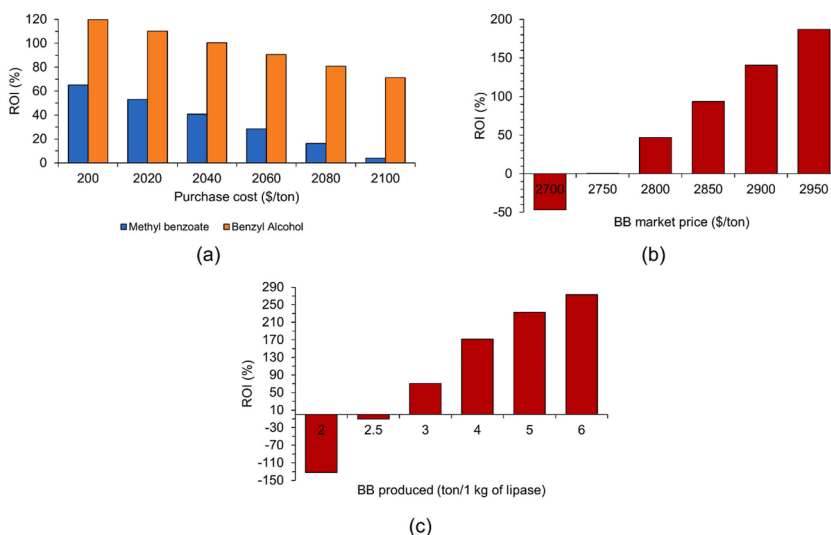 120
100
80
60
40
20
0
ROI (%)
200 2020 2040 2060 2080 2100
Purchase cost ($/ton)
Methyl benzoate Benzyl Alcohol
(a)
200
150
100
50
0
-50
ROI (%)
2700 2750 2800 2850 2900 2950
BB market price ($/ton)
(b)
290
250
210
170
130
90
50
10
-30
-70
-110
-150
ROI (%)
2 2.5 3 4 5 6
BB produced (ton/1 kg of lipase)
(c)